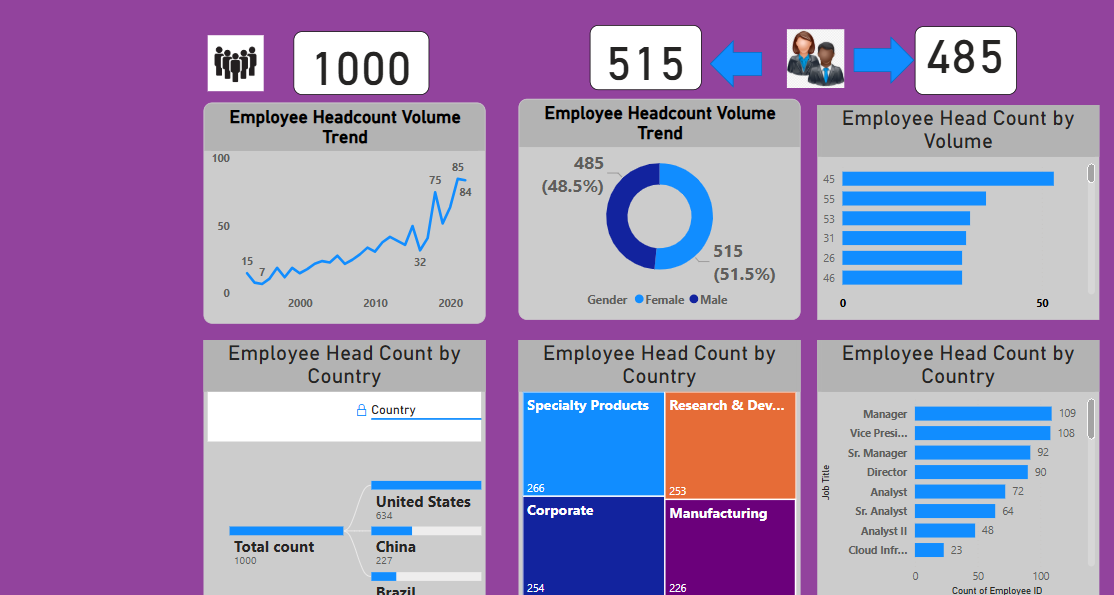 1000
515
485
Employee Headcount Volume
Trend
100
50
0
15
7
32
75
85
84
2000
2010
2020
Employee Headcount Volume
Trend
485
(48.5%)
515
(51.5%)
Gender Female Male
Employee Head Count by
Volume
45
55
53
31
26
46
0
50
Employee Head Count by
Country
Country
Total count
1000
United States
634
China
227
Brazil
Employee Head Count by
Country
Specialty Products
266
Research & Dev...
253
Corporate
254
Manufacturing
226
Employee Head Count by
Country
Job Title
Manager 109
Vice Presi... 108
Sr. Manager 92
Director 90
Analyst 72
Sr. Analyst 64
Analyst II 48
Cloud Infr... 23
0 50 100
Count of Employee ID